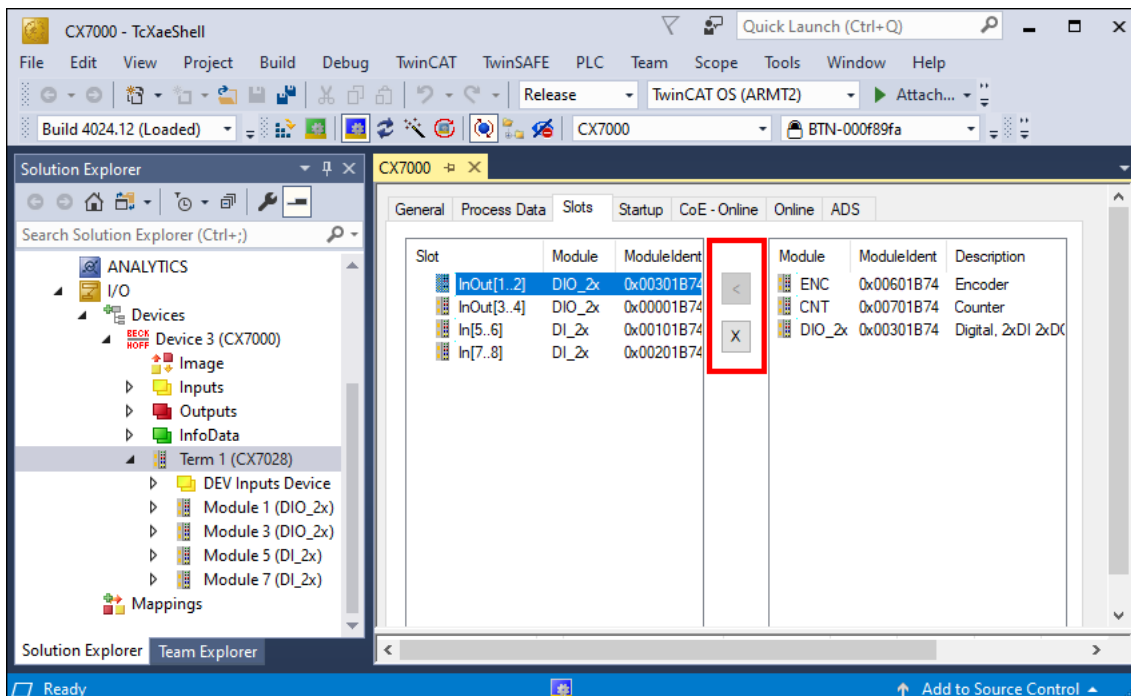 CX7000 - TcXaeShell
Quick Launch (Ctrl+Q)
File Edit View Project Build Debug TwinCAT TwinSAFE PLC Team Scope Tools Window Help
Release TwinCAT OS (ARMT2) Attach...
Build 4024.12 (Loaded) CX7000 BTN-000f89fa
Solution Explorer
Search Solution Explorer (Ctrl+;)
ANALYTICS
I/O
Devices
BECK HOFF Device 3 (CX7000)
Image
Inputs
Outputs
InfoData
Term 1 (CX7028)
DEV Inputs Device
Module 1 (DIO_2x)
Module 3 (DIO_2x)
Module 5 (DI_2x)
Module 7 (DI_2x)
Mappings
Solution Explorer Team Explorer
CX7000
General Process Data Slots Startup CoE - Online Online ADS
Slot Module ModuleIdent
InOut[1..2] DIO_2x 0x00301B74
InOut[3..4] DIO_2x 0x00001B74
In[5..6] DI_2x 0x00101B74
In[7..8] DI_2x 0x00201B74
<
X
Module ModuleIdent Description
ENC 0x00601B74 Encoder
CNT 0x00701B74 Counter
DIO_2x 0x00301B74 Digital, 2xDI 2xDO
Ready Add to Source Control